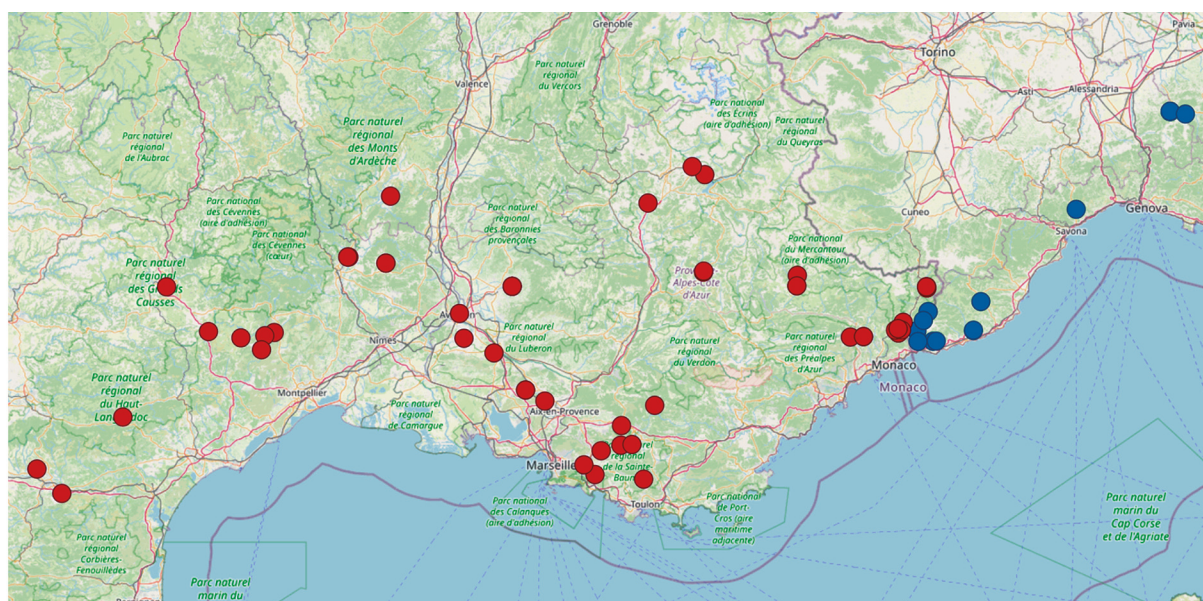 Grenoble
Pavia
Torino
Parc naturel
régional
du Vercors
Valence
Asti
Alessandria
Parc national
des Ecrins
(aire d'adhésion)
Parc naturel
régional
du Queyras
Parc naturel
régional
des Monts
d'Ardèche
Parc naturel
régional
de l'Aubrac
Parc national
des Cévennes
(aire d'adhésion)
Parc national
des Cévennes
(cœur)
Parc naturel
régional
des Baronnies
provençales
Cuneo
Genova
Savona
Parc national
du Mercantour
(aire d'adhésion)
Parc naturel
régional
des Grands
Causses
Alpes-Côte
d'Azur
Parc naturel
régional
du Luberon
Nîmes
Parc naturel
régional
du Verdon
Parc naturel
régional
des Préalpes
d'Azur
Monaco
Monaco
Parc naturel
régional
du Haut-
Montpellier
Parc naturel
régional
de Camargue
Aix-en-Provence
Marseille
régional
de la Sainte-
Toulon
Parc national
des Calanques
(aire d'adhésion)
Parc national
de Port-
Cros (aire
maritime
adjacente)
Parc naturel
marin du
Cap Corse
et de l'Agriate
Parc naturel
régional
Corbières-
Fenouillèdes
Parc naturel
marin du